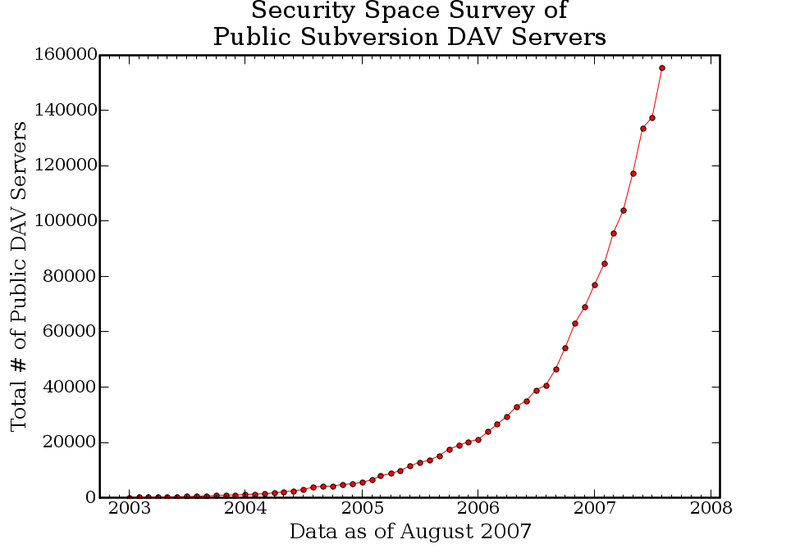 Security Space Survey of
Public Subversion DAV Servers
Total # of Public DAV Servers
160000
140000
120000
100000
80000
60000
40000
20000
0
2003 2004 2005 2006 2007 2008
Data as of August 2007